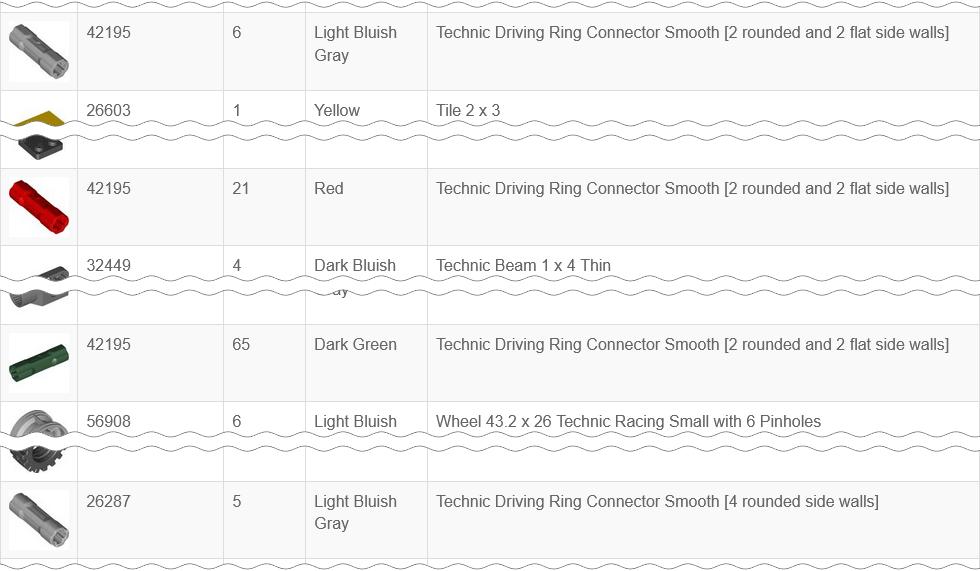 42195 6 Light Bluish Technic Driving Ring Connector Smooth [2 rounded and 2 flat side walls]
Gray
26603 1 Yellow Tile 2 x 3
42195 21 Red Technic Driving Ring Connector Smooth [2 rounded and 2 flat side walls]
32449 4 Dark Bluish Technic Beam 1 x 4 Thin
42195 65 Dark Green Technic Driving Ring Connector Smooth [2 rounded and 2 flat side walls]
56908 6 Light Bluish Wheel 43.2 x 26 Technic Racing Small with 6 Pinholes
26287 5 Light Bluish Technic Driving Ring Connector Smooth [4 rounded side walls]
Gray